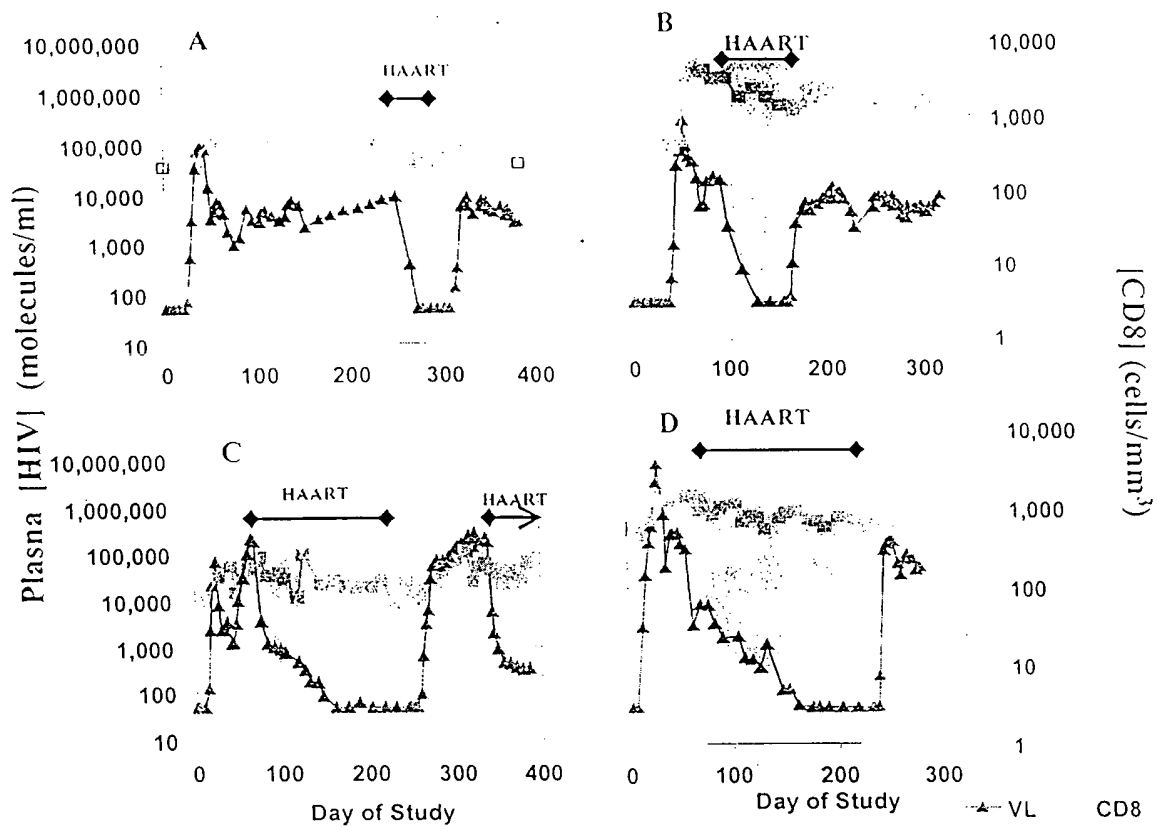 A
HAART
10,000,000
1,000,000
100,000
10,000
1,000
100
10
0 100 200 300 400
B
HAART
10,000
1,000
100
10
1
0 100 200 300
C
HAART
HAART
10,000,000
1,000,000
100,000
10,000
1,000
100
10
0 100 200 300 400
Day of Study
D
HAART
10,000
1,000
100
10
1
0 100 200 300
Day of Study
Plasna [HIV] (molecules/ml)
[CD8] (cells/mm³)
VL CD8